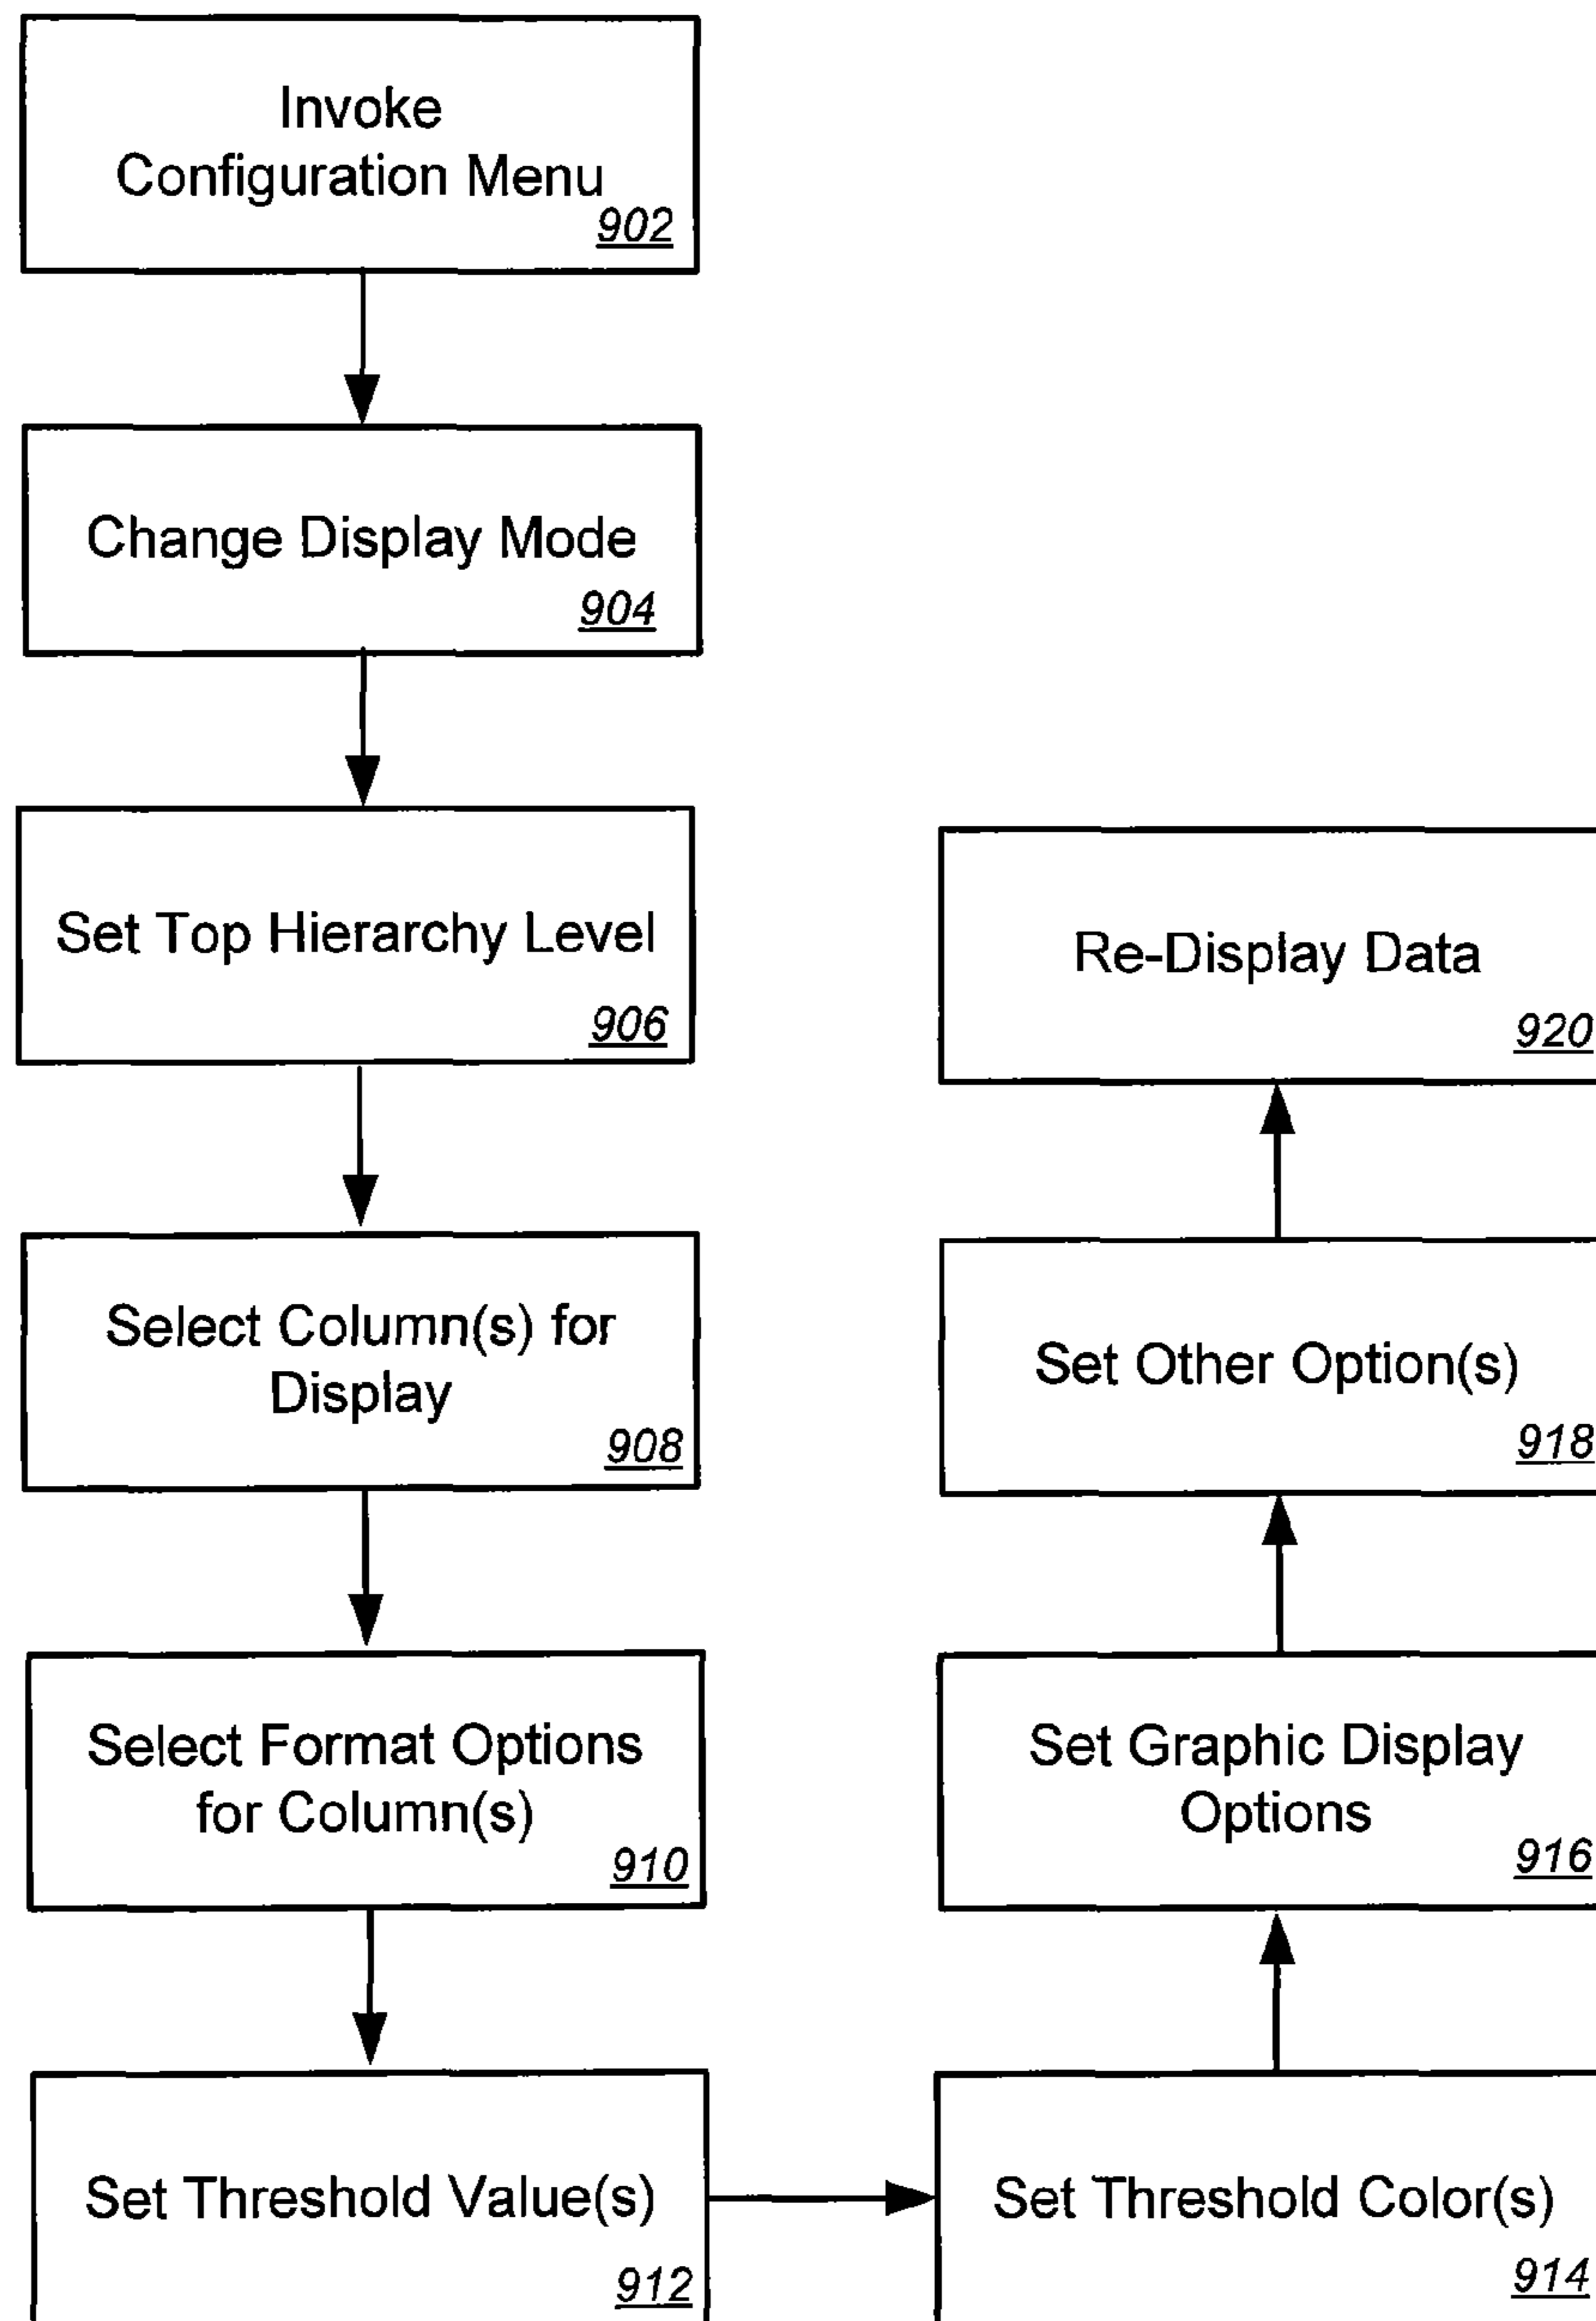 Invoke
Configuration Menu
902
Change Display Mode
904
Set Top Hierarchy Level
906
Select Column(s) for
Display
908
Select Format Options
for Column(s)
910
Set Threshold Value(s)
912
Set Threshold Color(s)
914
Set Graphic Display
Options
916
Set Other Option(s)
918
Re-Display Data
920